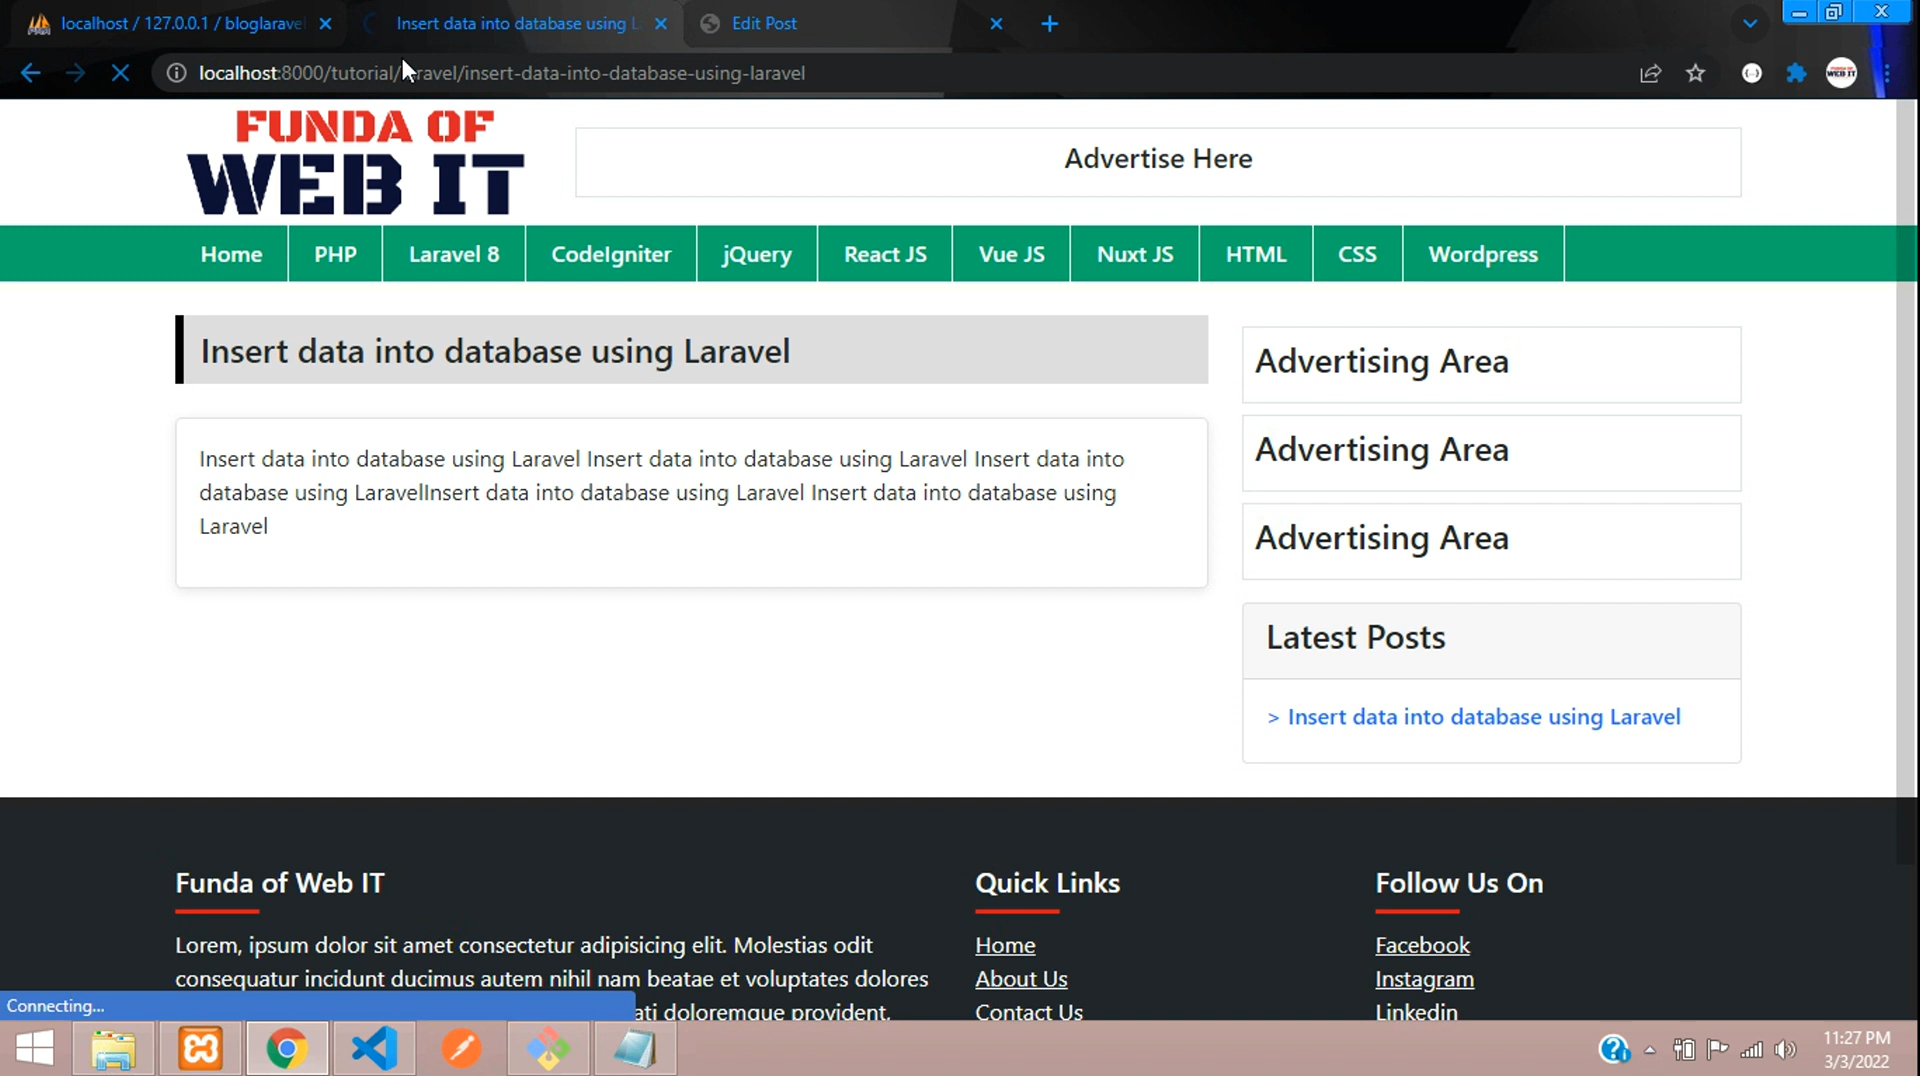 localhost / 127.0.0.1 / bloglaravel
Insert data into database using L
Edit Post
localhost:8000/tutorial/laravel/insert-data-into-database-using-laravel
FUNDA OF
WEB IT
Advertise Here
Home PHP Laravel 8 CodeIgniter jQuery React JS Vue JS Nuxt JS HTML CSS Wordpress
Insert data into database using Laravel
Insert data into database using Laravel Insert data into database using Laravel Insert data into
database using LaravelInsert data into database using Laravel Insert data into database using
Laravel
Advertising Area
Advertising Area
Advertising Area
Latest Posts
> Insert data into database using Laravel
Funda of Web IT
Lorem, ipsum dolor sit amet consectetur adipisicing elit. Molestias odit
consequatur incidunt ducimus autem nihil nam beatae et voluptates dolores
ati doloremque provident,
Quick Links
Home
About Us
Contact Us
Follow Us On
Facebook
Instagram
Linkedin
Connecting...
11:27 PM
3/3/2022